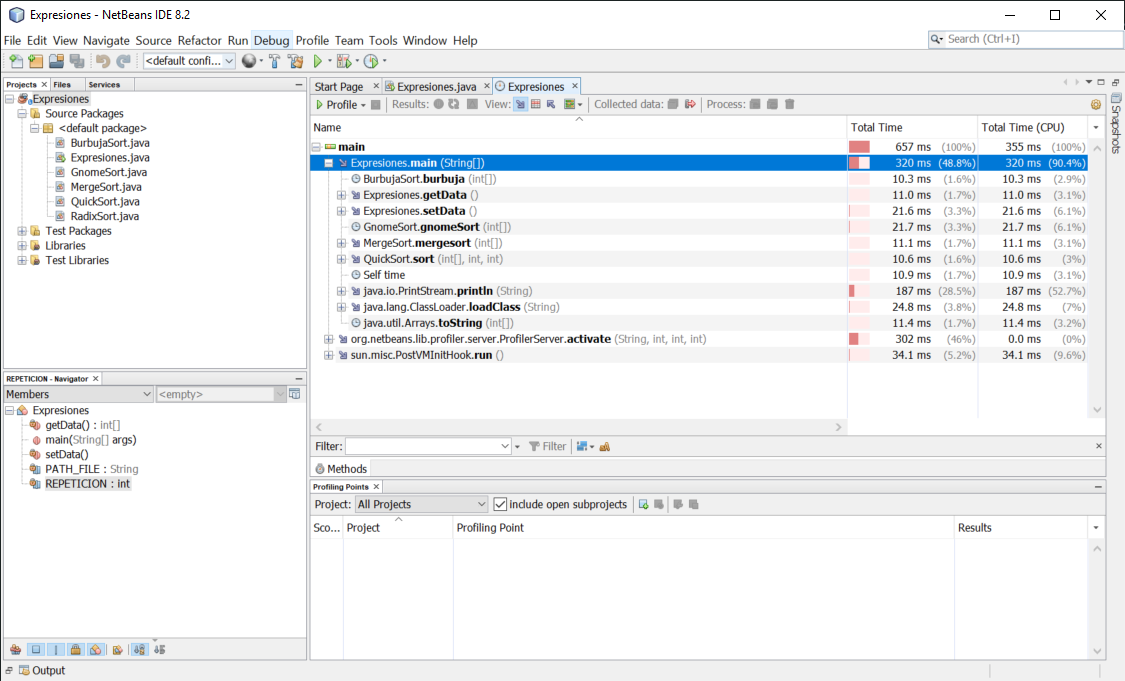 Expresiones - NetBeans IDE 8.2
File Edit View Navigate Source Refactor Run Debug Profile Team Tools Window Help
Search (Ctrl+I)
<default confi...
Projects Files Services
Start Page Expresiones.java Expresiones
Profile Results: View: Collected data: Process:
Snapshots
Expresiones
Source Packages
<default package>
BurbujaSort.java
Expresiones.java
GnomeSort.java
MergeSort.java
QuickSort.java
RadixSort.java
Test Packages
Libraries
Test Libraries
Name Total Time Total Time (CPU)
main 657 ms (100%) 355 ms (100%)
Expresiones.main (String[]) 320 ms (48.8%) 320 ms (90.4%)
BurbujaSort.burbuja (int[]) 10.3 ms (1.6%) 10.3 ms (2.9%)
Expresiones.getData () 11.0 ms (1.7%) 11.0 ms (3.1%)
Expresiones.setData () 21.6 ms (3.3%) 21.6 ms (6.1%)
GnomeSort.gnomeSort (int[]) 21.7 ms (3.3%) 21.7 ms (6.1%)
MergeSort.mergesort (int[]) 11.1 ms (1.7%) 11.1 ms (3.1%)
QuickSort.sort (int[], int, int) 10.6 ms (1.6%) 10.6 ms (3%)
Self time 10.9 ms (1.7%) 10.9 ms (3.1%)
java.io.PrintStream.println (String) 187 ms (28.5%) 187 ms (52.7%)
java.lang.ClassLoader.loadClass (String) 24.8 ms (3.8%) 24.8 ms (7%)
java.util.Arrays.toString (int[]) 11.4 ms (1.7%) 11.4 ms (3.2%)
org.netbeans.lib.profiler.server.ProfilerServer.activate (String, int, int, int) 302 ms (46%) 0.0 ms (0%)
sun.misc.PostVMInitHook.run () 34.1 ms (5.2%) 34.1 ms (9.6%)
REPETICION - Navigator
Members <empty>
Expresiones
getData() : int[]
main(String[] args)
setData()
PATH_FILE : String
REPETICION : int
Filter: Filter
Methods
Profiling Points
Project: All Projects Include open subprojects
Sco... Project Profiling Point Results
Output